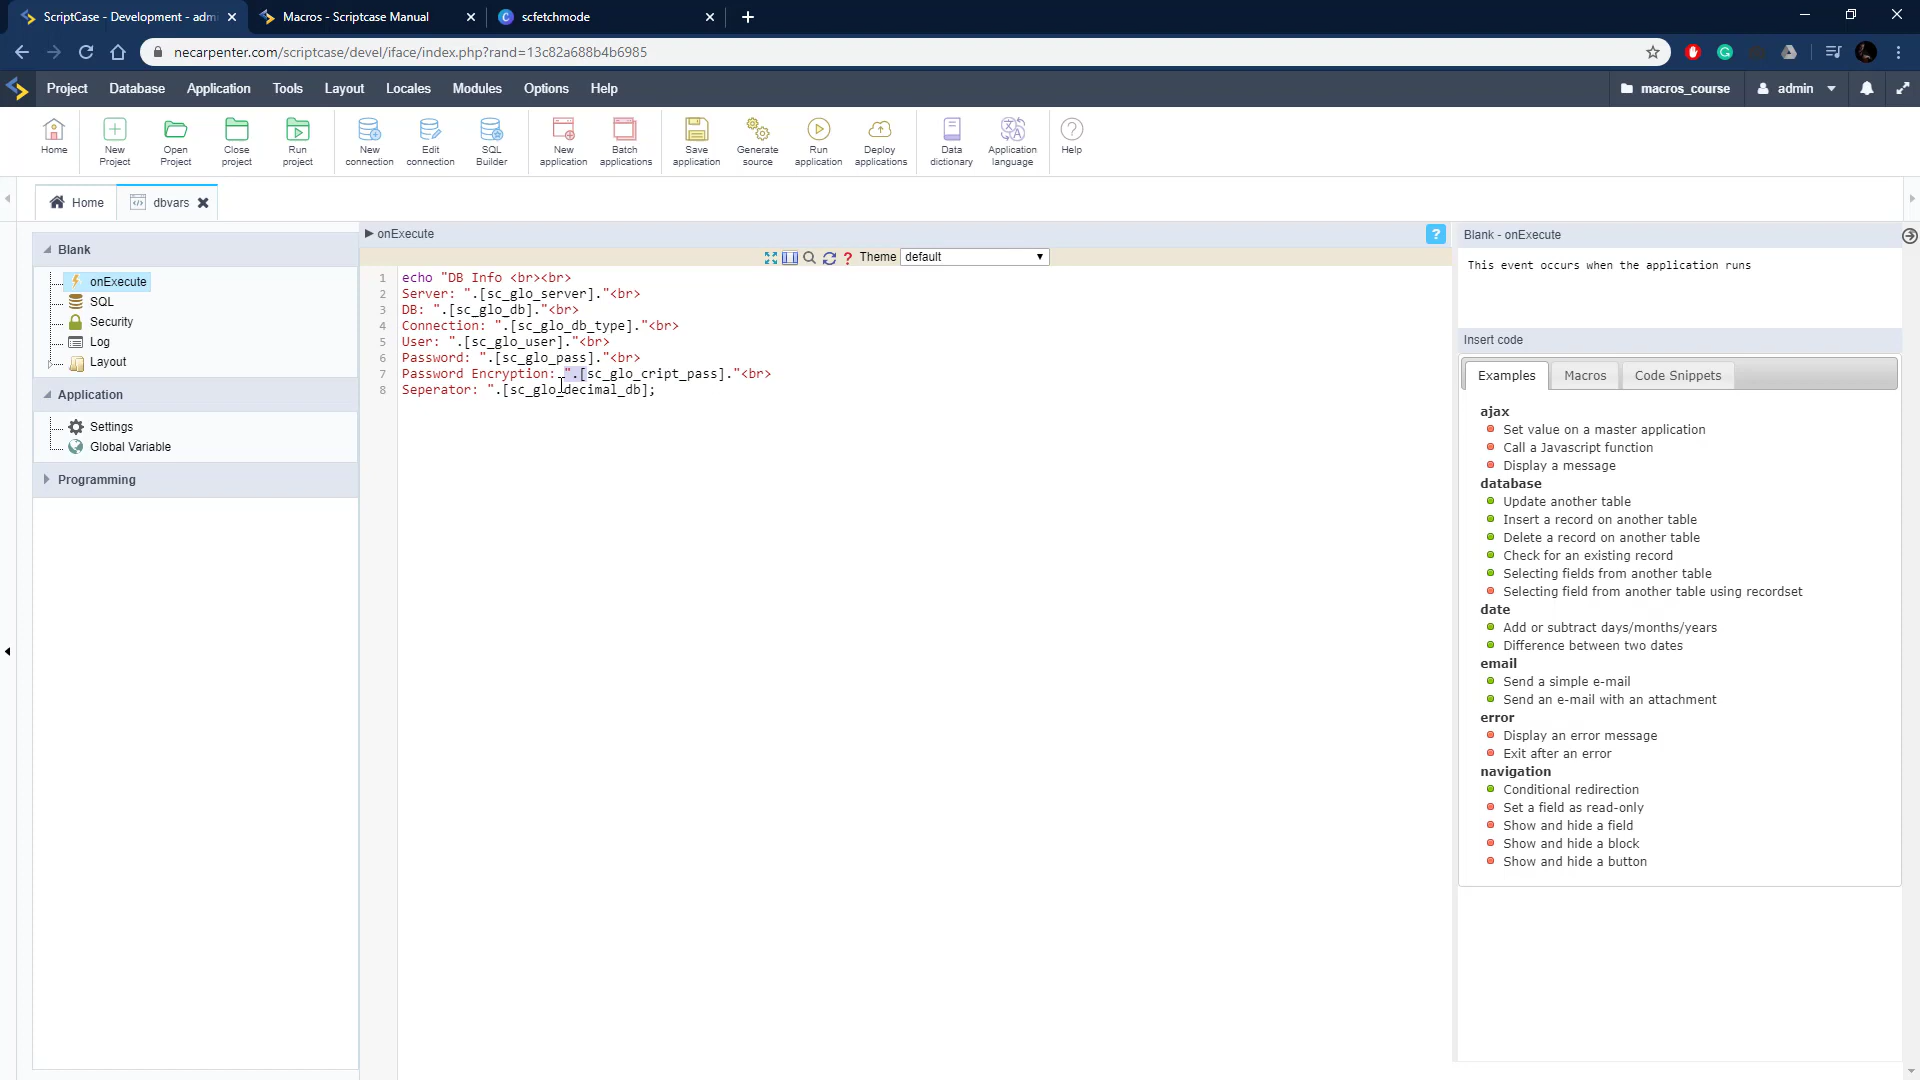 ScriptCase - Development - admi
Macros - Scriptcase Manual
scfetchmode
necarpenter.com/scriptcase/devel/iface/index.php?rand=13c82a688b4b6985
Project Database Application Tools Layout Locales Modules Options Help
macros_course admin
Home
New Project
Open Project
Close project
Run project
New connection
Edit connection
SQL Builder
New application
Batch applications
Save application
Generate source
Run application
Deploy applications
Data dictionary
Application language
Help
Home dbvars
Blank
onExecute
SQL
Security
Log
Layout
Application
Settings
Global Variable
Programming
onExecute
? Theme default
1 echo "DB Info <br><br>
2 Server: ".[sc_glo_server]."<br>
3 DB: ".[sc_glo_db]."<br>
4 Connection: ".[sc_glo_db_type]."<br>
5 User: ".[sc_glo_user]."<br>
6 Password: ".[sc_glo_pass]."<br>
7 Password Encryption: ".[sc_glo_cript_pass]."<br>
8 Seperator: ".[sc_glo_decimal_db];
?
Blank - onExecute
This event occurs when the application runs
Insert code
Examples Macros Code Snippets
ajax
Set value on a master application
Call a Javascript function
Display a message
database
Update another table
Insert a record on another table
Delete a record on another table
Check for an existing record
Selecting fields from another table
Selecting field from another table using recordset
date
Add or subtract days/months/years
Difference between two dates
email
Send a simple e-mail
Send an e-mail with an attachment
error
Display an error message
Exit after an error
navigation
Conditional redirection
Set a field as read-only
Show and hide a field
Show and hide a block
Show and hide a button